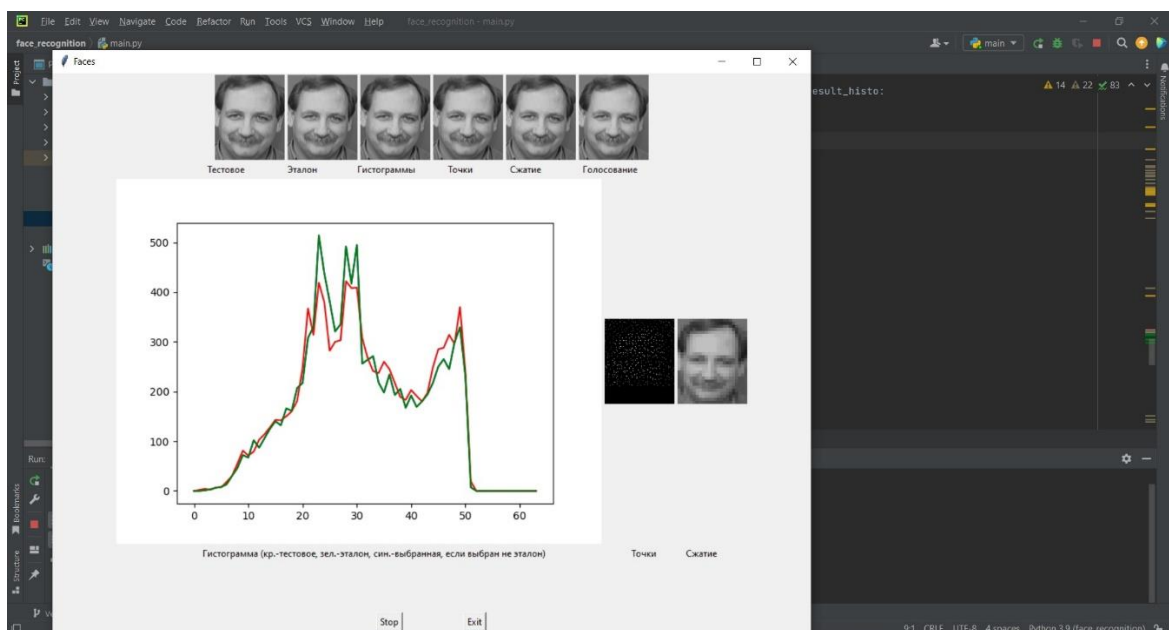 File Edit View Navigate Code Refactor Run Tools VCS Window Help face_recognition - main.py
face_recognition main.py
main
Project
Faces
esult_histo:
14 22 83
Notifications
Тестовое Эталон Гистограммы Точки Сжатие Голосование
500
400
300
200
100
0
0 10 20 30 40 50 60
Гистограмма (кр.-тестовое, зел.-эталон, син.-выбранная, если выбран не эталон)
Точки Сжатие
Run:
Bookmarks
Structure
Stop Exit
9:1 CRLF UTF-8 4 spaces Python 3.9 (face_recognition)